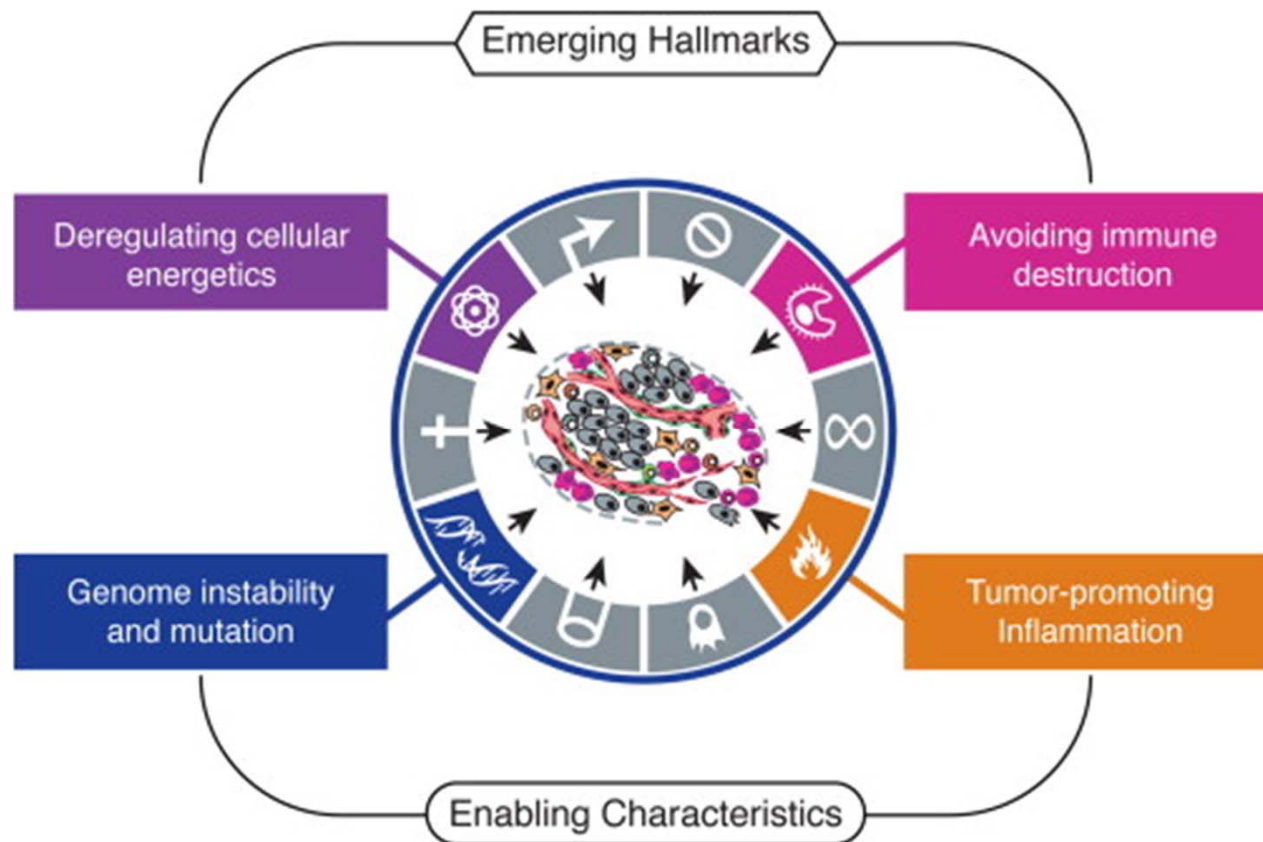 Emerging Hallmarks
Deregulating cellular
energetics
Avoiding immune
destruction
Genome instability
and mutation
Tumor-promoting
Inflammation
Enabling Characteristics